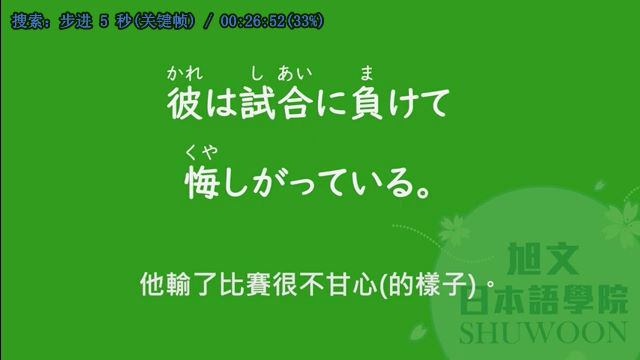 搜索: 步进 5 秒(关键帧) / 00:26:52(33%)
かれ しあい ま
彼は試合に負けて
くや
悔しがっている。
他輸了比賽很不甘心(的樣子)。
旭文
日本語學院
SHUWOON